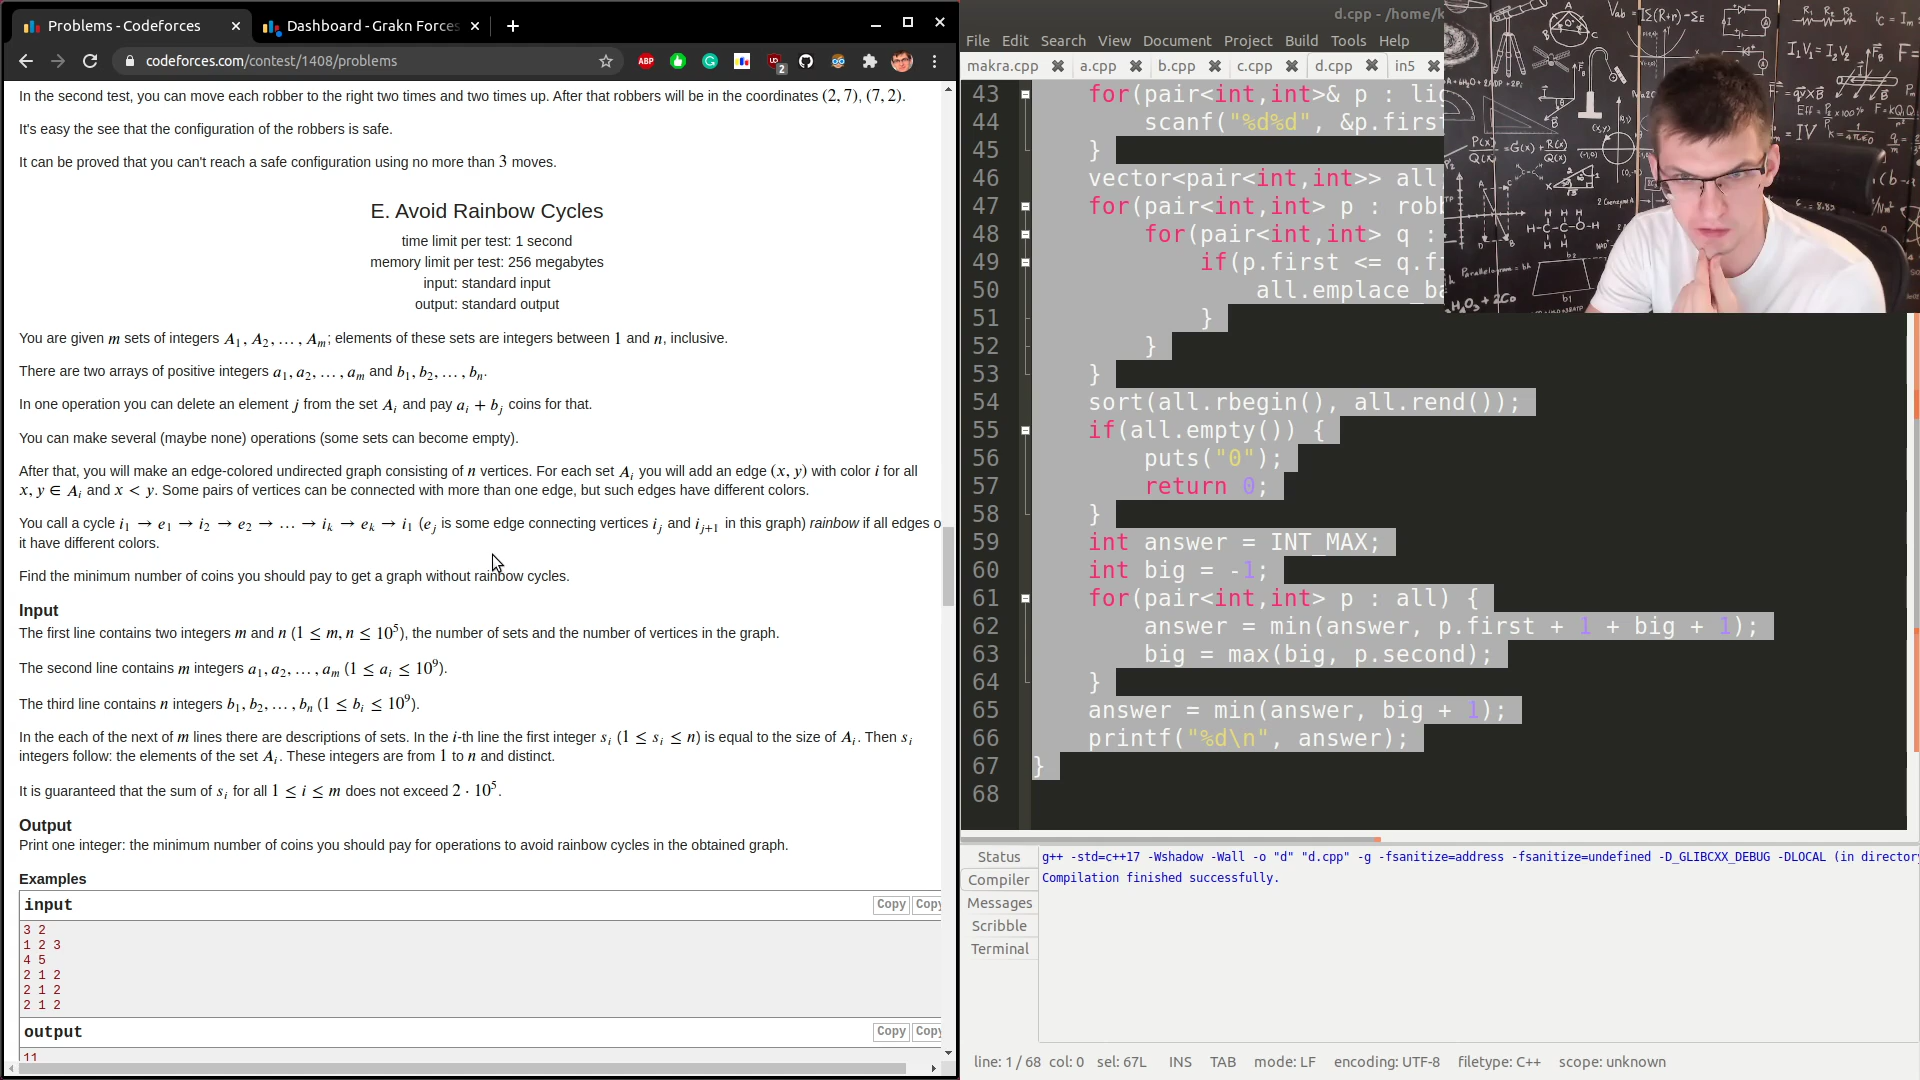 Problems - Codeforces
Dashboard - Grakn Forces
codeforces.com/contest/1408/problems
In the second test, you can move each robber to the right two times and two times up. After that robbers will be in the coordinates (2, 7), (7, 2).
It's easy the see that the configuration of the robbers is safe.
It can be proved that you can't reach a safe configuration using no more than 3 moves.
E. Avoid Rainbow Cycles
time limit per test: 1 second
memory limit per test: 256 megabytes
input: standard input
output: standard output
You are given m sets of integers A₁, A₂, …, Aₘ; elements of these sets are integers between 1 and n, inclusive.
There are two arrays of positive integers a₁, a₂, …, aₘ and b₁, b₂, …, bₙ.
In one operation you can delete an element j from the set Aᵢ and pay aᵢ + bⱼ coins for that.
You can make several (maybe none) operations (some sets can become empty).
After that, you will make an edge-colored undirected graph consisting of n vertices. For each set Aᵢ you will add an edge (x, y) with color i for all
x, y ∈ Aᵢ and x < y. Some pairs of vertices can be connected with more than one edge, but such edges have different colors.
You call a cycle i₁ → e₁ → i₂ → e₂ → … → iₖ → eₖ → i₁ (eⱼ is some edge connecting vertices iⱼ and iⱼ₊₁ in this graph) rainbow if all edges o
it have different colors.
Find the minimum number of coins you should pay to get a graph without rainbow cycles.
Input
The first line contains two integers m and n (1 ≤ m, n ≤ 10⁵), the number of sets and the number of vertices in the graph.
The second line contains m integers a₁, a₂, …, aₘ (1 ≤ aᵢ ≤ 10⁹).
The third line contains n integers b₁, b₂, …, bₙ (1 ≤ bᵢ ≤ 10⁹).
In the each of the next of m lines there are descriptions of sets. In the i-th line the first integer sᵢ (1 ≤ sᵢ ≤ n) is equal to the size of Aᵢ. Then sᵢ
integers follow: the elements of the set Aᵢ. These integers are from 1 to n and distinct.
It is guaranteed that the sum of sᵢ for all 1 ≤ i ≤ m does not exceed 2 · 10⁵.
Output
Print one integer: the minimum number of coins you should pay for operations to avoid rainbow cycles in the obtained graph.
Examples
input
Copy Copy
3 2
1 2 3
4 5
2 1 2
2 1 2
2 1 2
output
Copy Copy
11
d.cpp - /home/k
File Edit Search View Document Project Build Tools Help
makra.cpp a.cpp b.cpp c.cpp d.cpp in5
43 for(pair<int,int>& p : lig
44 scanf("%d%d", &p.first
45 }
46 vector<pair<int,int>> all
47 for(pair<int,int> p : robb
48 for(pair<int,int> q :
49 if(p.first <= q.fi
50 all.emplace_ba
51 }
52 }
53 }
54 sort(all.rbegin(), all.rend());
55 if(all.empty()) {
56 puts("0");
57 return 0;
58 }
59 int answer = INT_MAX;
60 int big = -1;
61 for(pair<int,int> p : all) {
62 answer = min(answer, p.first + 1 + big + 1);
63 big = max(big, p.second);
64 }
65 answer = min(answer, big + 1);
66 printf("%d\n", answer);
67 }
68
Status
Compiler
Messages
Scribble
Terminal
g++ -std=c++17 -Wshadow -Wall -o "d" "d.cpp" -g -fsanitize=address -fsanitize=undefined -D_GLIBCXX_DEBUG -DLOCAL (in directory
Compilation finished successfully.
line: 1 / 68 col: 0 sel: 67L INS TAB mode: LF encoding: UTF-8 filetype: C++ scope: unknown